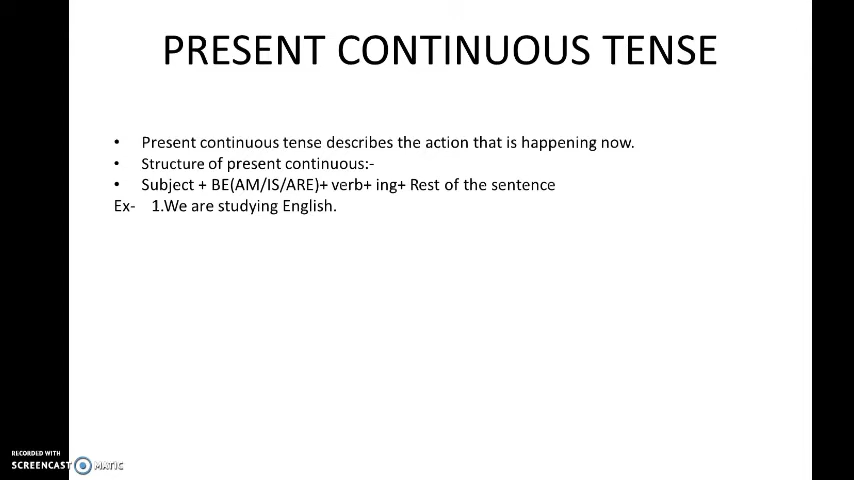 PRESENT CONTINUOUS TENSE
• Present continuous tense describes the action that is happening now.
• Structure of present continuous:-
• Subject + BE(AM/IS/ARE)+ verb+ ing+ Rest of the sentence
Ex- 1.We are studying English.
RECORDED WITH
SCREENCAST MATIC